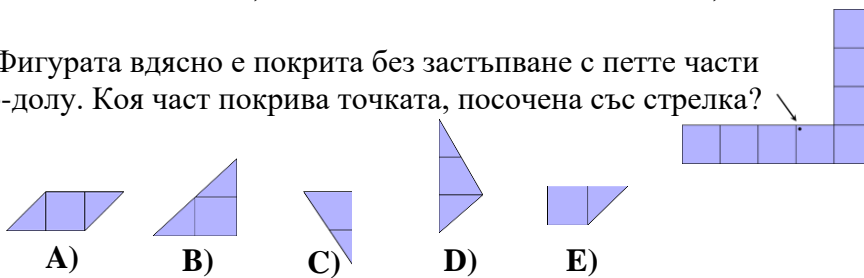 Фигурата вдясно е покрита без застъпване с петте части
-долу. Коя част покрива точката, посочена със стрелка?
A) B) C) D) E)